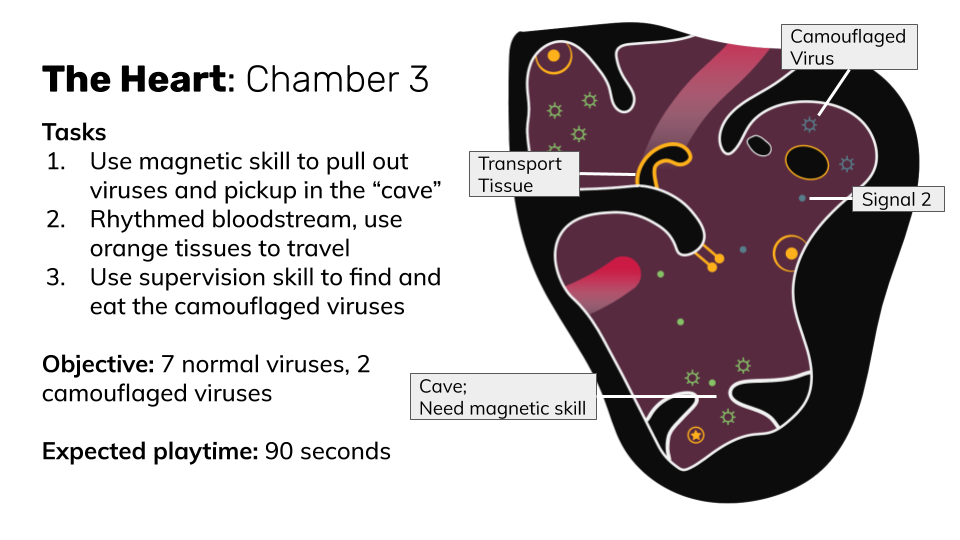 The Heart: Chamber 3
Tasks
1. Use magnetic skill to pull out
viruses and pickup in the “cave”
2. Rhythmed bloodstream, use
orange tissues to travel
3. Use supervision skill to find and
eat the camouflaged viruses
Objective: 7 normal viruses, 2
camouflaged viruses
Expected playtime: 90 seconds
Camouflaged
Virus
Transport
Tissue
Signal 2
Cave;
Need magnetic skill